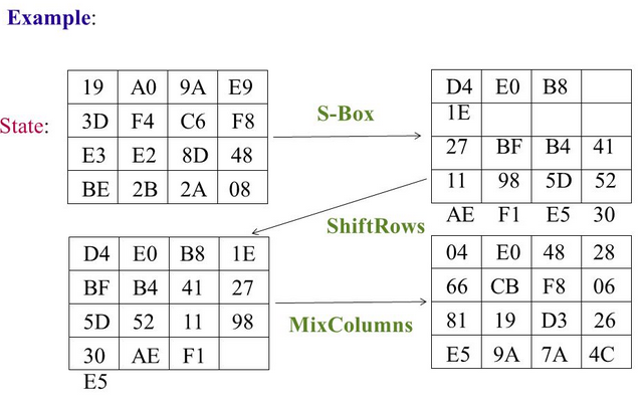 Example:
19 A0 9A E9
3D F4 C6 F8
E3 E2 8D 48
BE 2B 2A 08
State:
S-Box
D4 E0 B8
1E
27 BF B4 41
11 98 5D 52
AE F1 E5 30
ShiftRows
D4 E0 B8 1E
BF B4 41 27
5D 52 11 98
30 AE F1
E5
MixColumns
04 E0 48 28
66 CB F8 06
81 19 D3 26
E5 9A 7A 4C